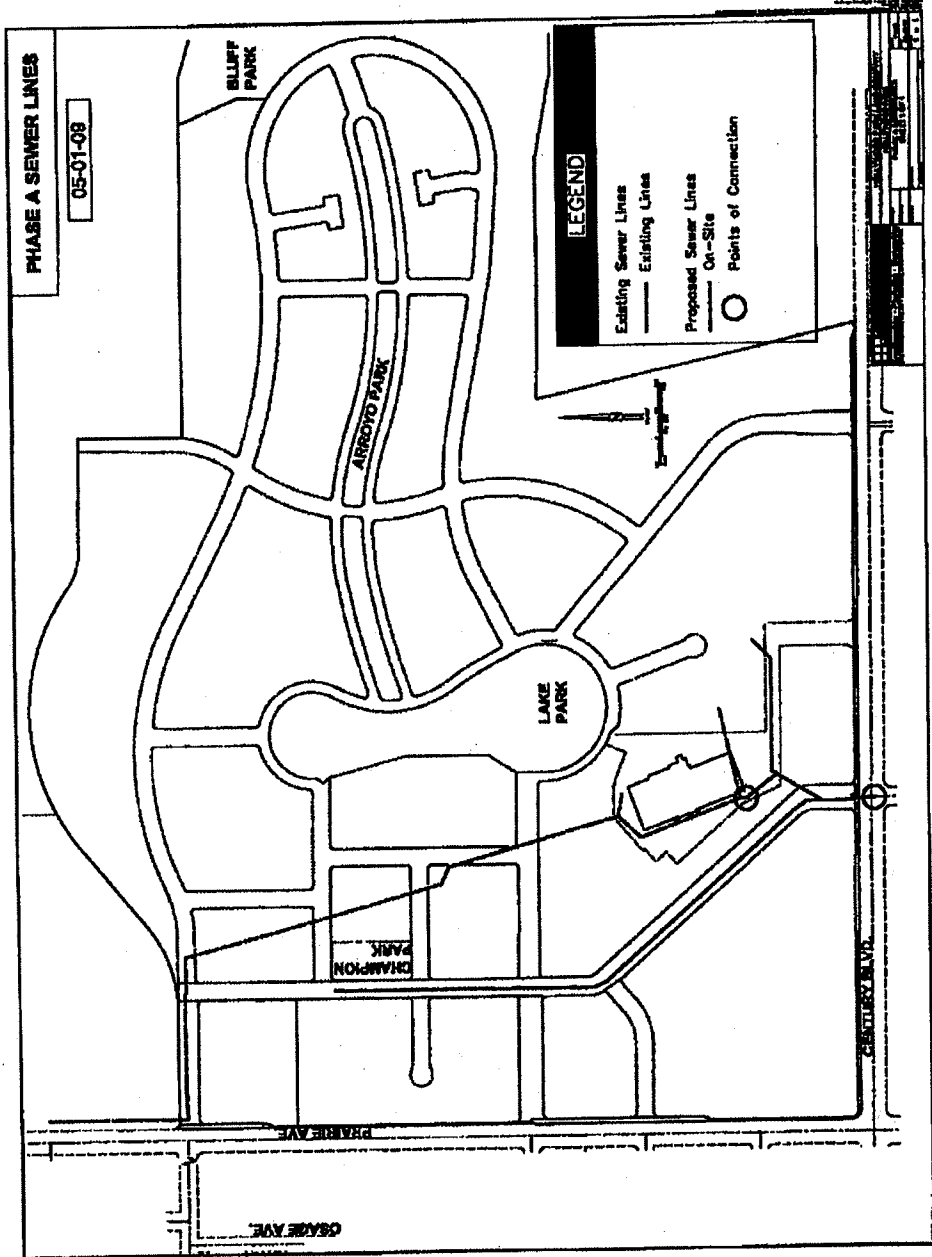 PHASE A SEWER LINES
05-01-09
BLUFF
PARK
ARROYO PARK
LAKE
PARK
CHAMPION
PARK
PRAIRIE AVE
OSAGE AVE.
CENTURY BLVD.
LEGEND
Existing Sewer Lines
Existing Lines
Proposed Sewer Lines
On-Site
Points of Connection